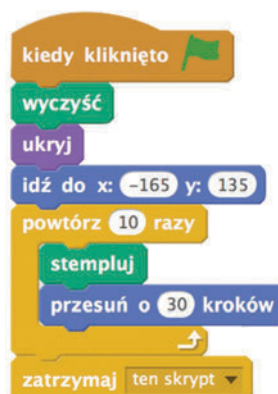 kiedy kliknięto
wyczyść
ukryj
idź do x: -165 y: 135
powtórz 10 razy
stempluj
przesuń o 30 kroków
zatrzymaj ten skrypt